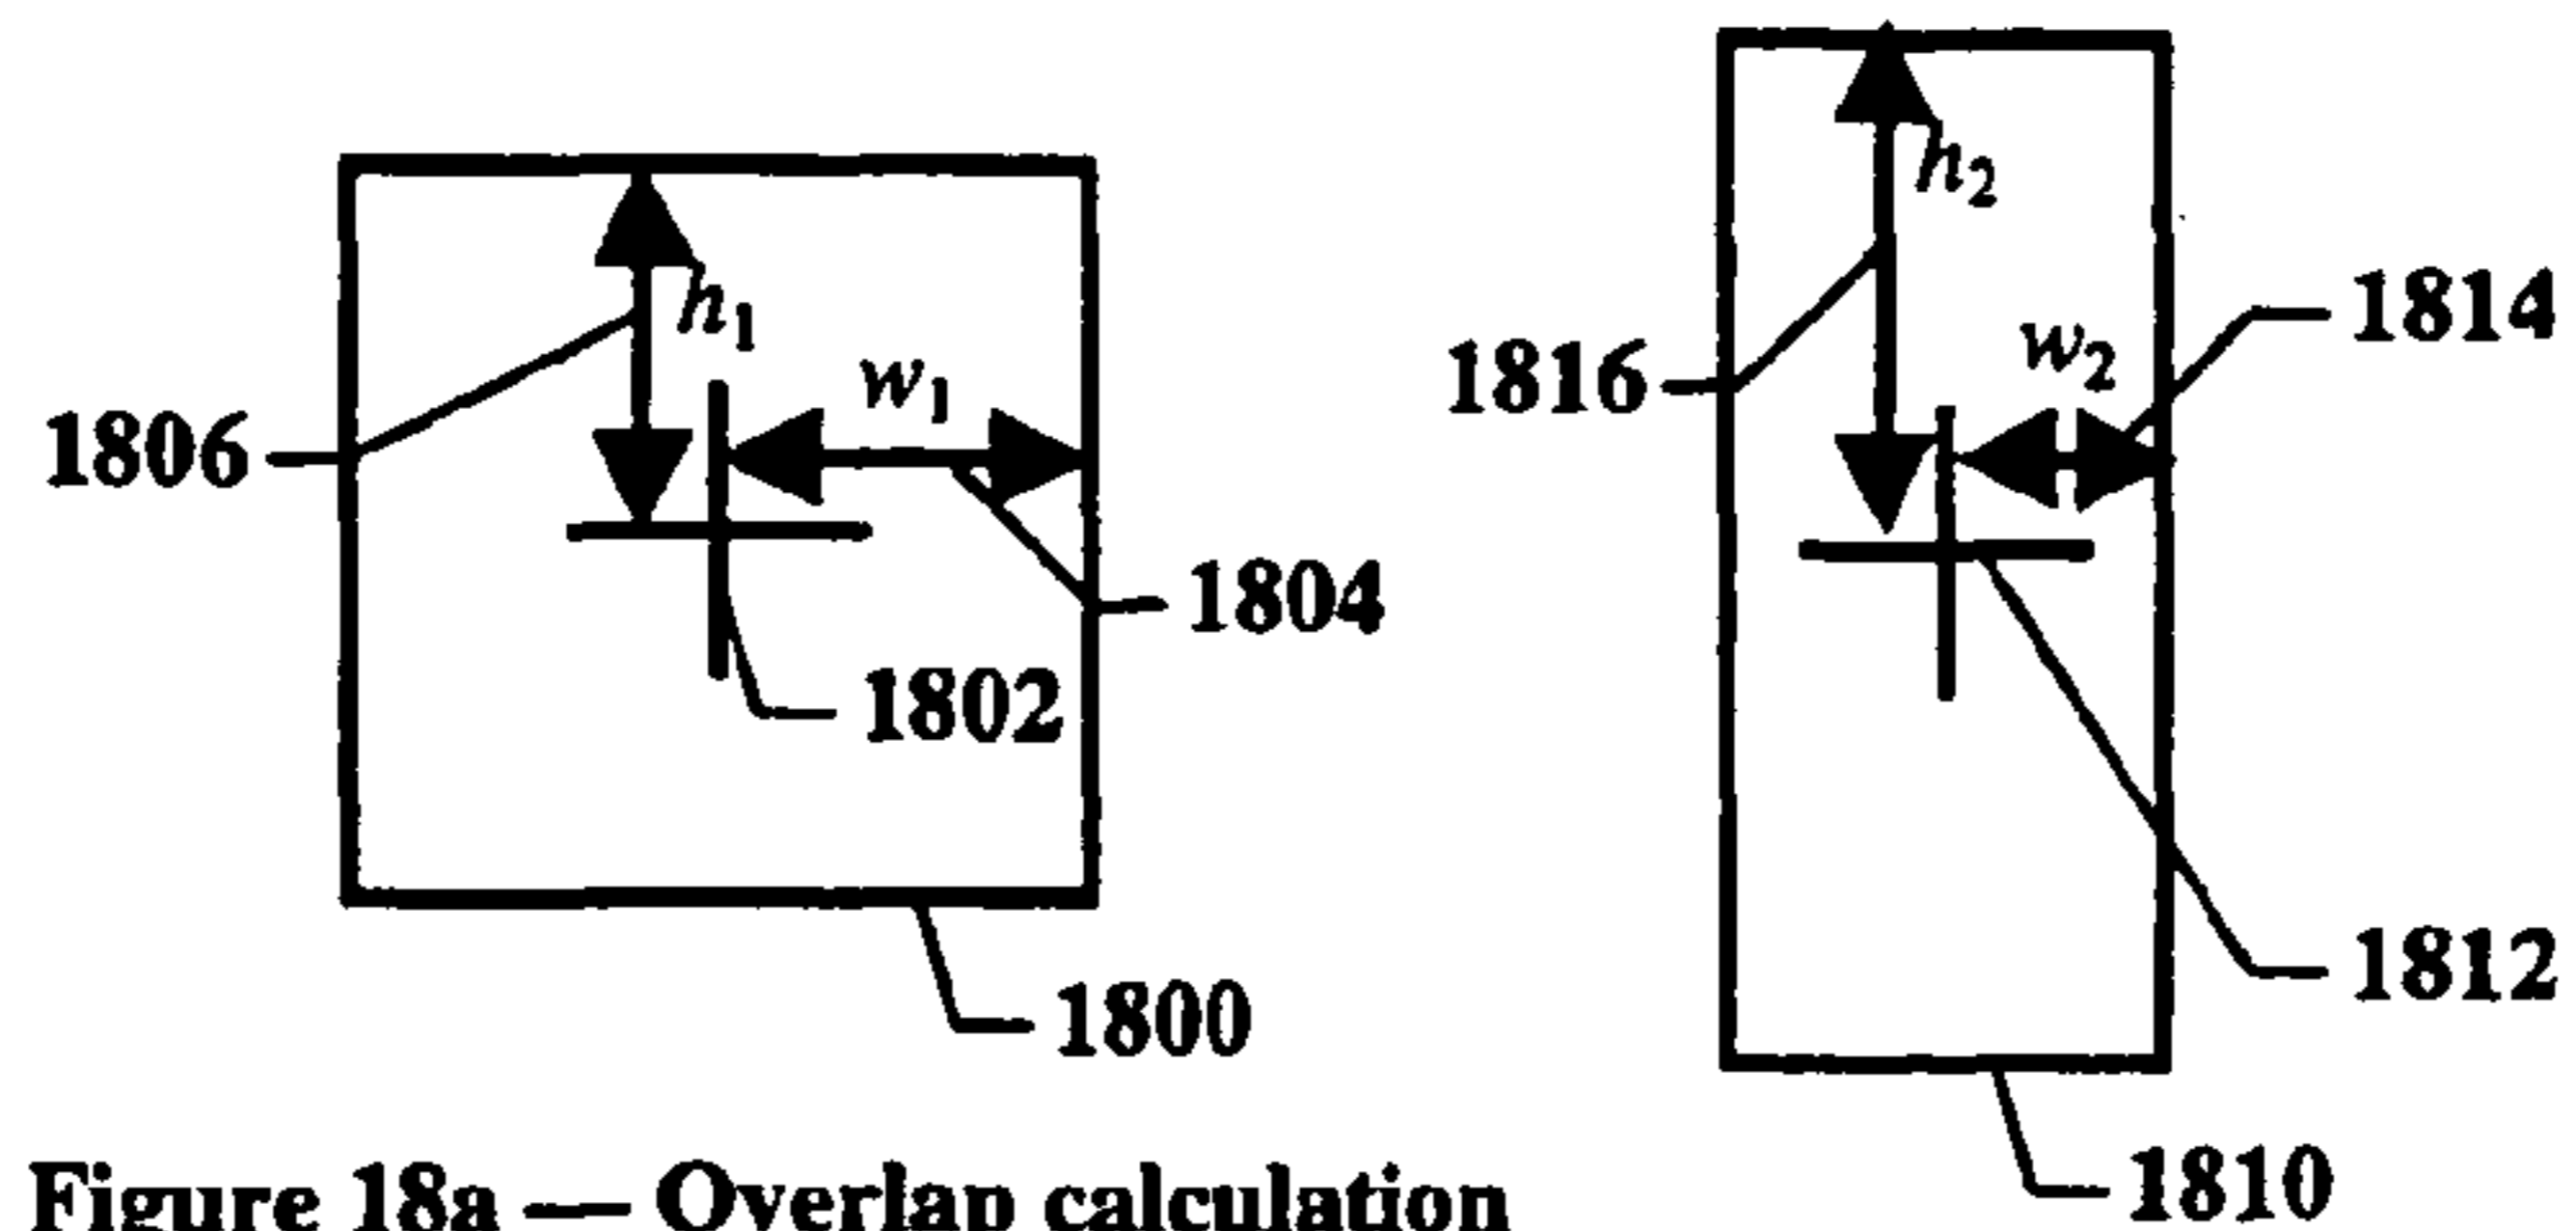 h₂
1814
h₁
w₂
1816
w₁
1806
1804
1802
1812
1800
1810
Figure 18a — Overlap calculation